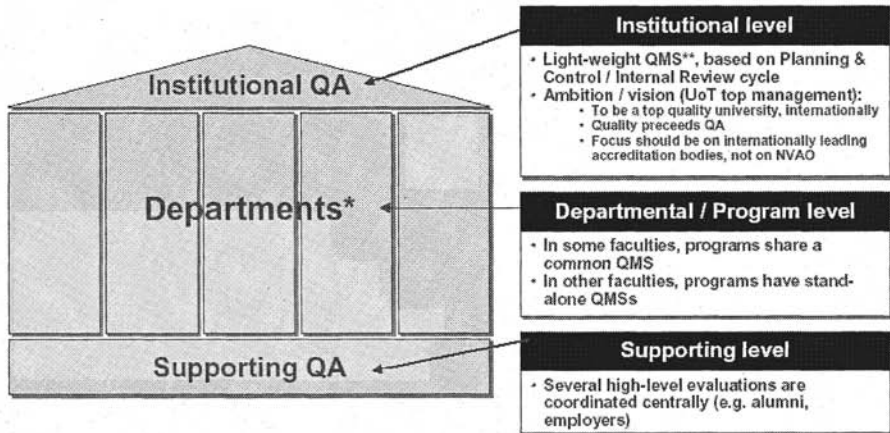 Institutional QA
Departments*
Supporting QA
Institutional level
• Light-weight QMS**, based on Planning &
Control / Internal Review cycle
• Ambition / vision (UoT top management):
• To be a top quality university, internationally
• Quality preceeds QA
• Focus should be on internationally leading
accreditation bodies, not on NVAO
Departmental / Program level
• In some faculties, programs share a
common QMS
• In other faculties, programs have stand-
alone QMSs
Supporting level
• Several high-level evaluations are
coordinated centrally (e.g. alumni,
employers)